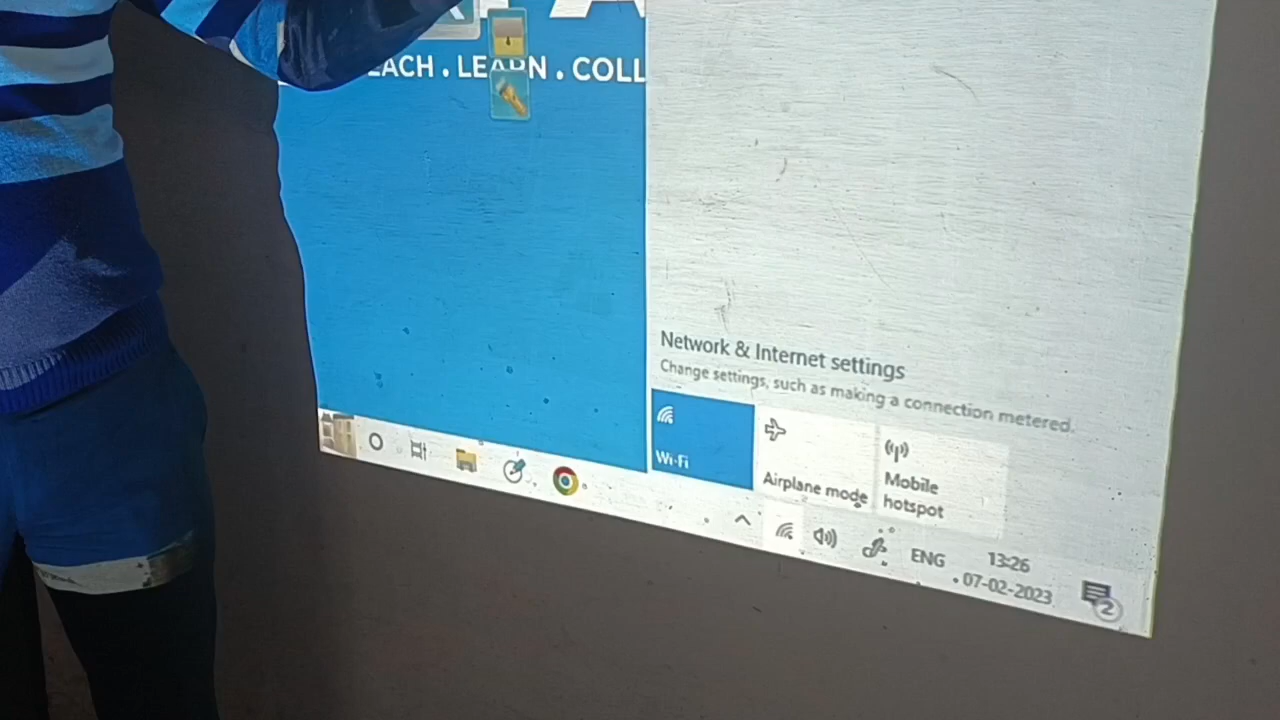 EACH . LEARN . COLL
Network & Internet settings
Change settings, such as making a connection metered.
Wi-Fi
Airplane mode
Mobile
hotspot
ENG
13:26
07-02-2023
2